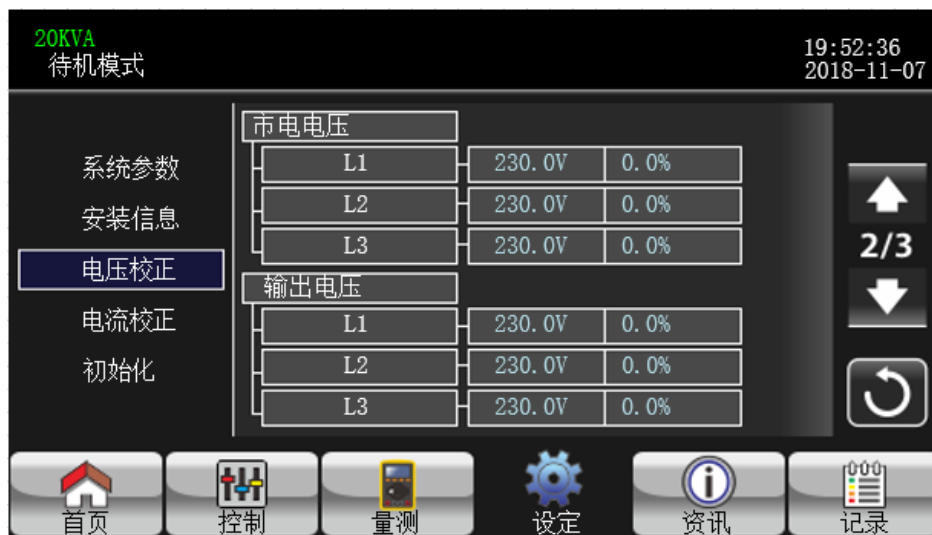 20KVA
待机模式
19:52:36
2018-11-07
系统参数
安装信息
电压校正
电流校正
初始化
市电电压
L1 230.0V 0.0%
L2 230.0V 0.0%
L3 230.0V 0.0%
输出电压
L1 230.0V 0.0%
L2 230.0V 0.0%
L3 230.0V 0.0%
2/3
首页 控制 量测 设定 资讯 记录